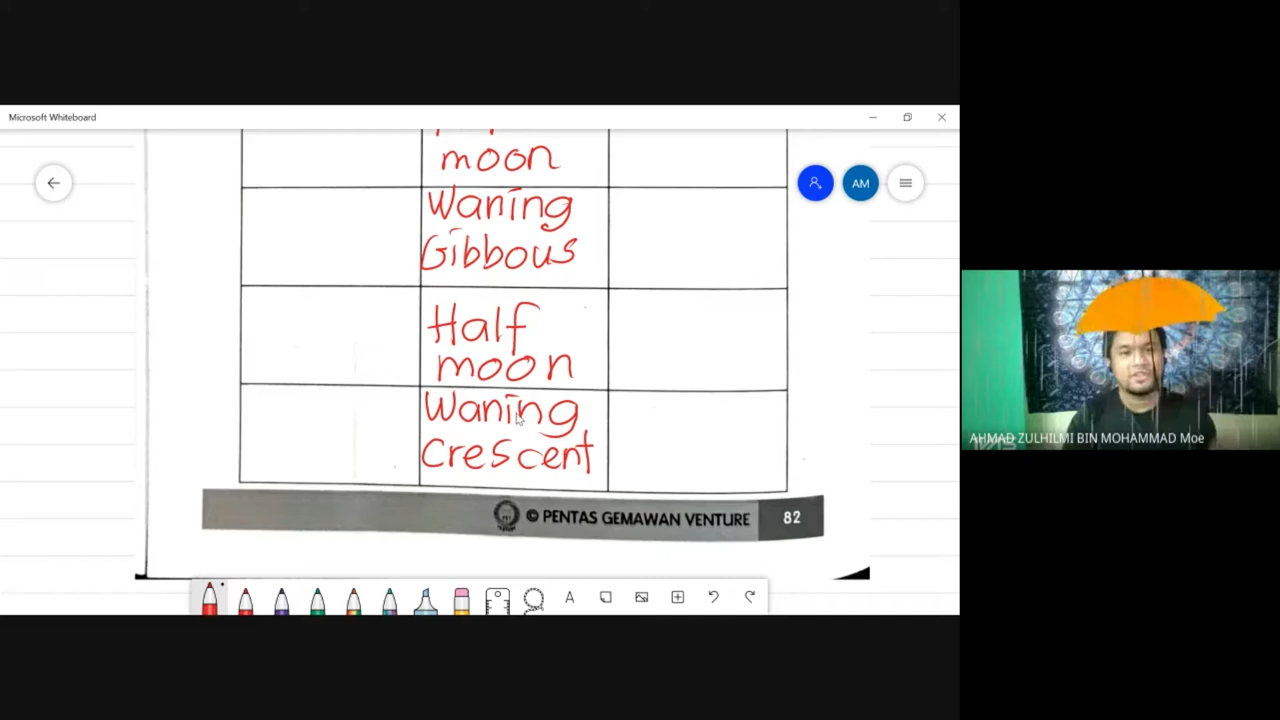 Microsoft Whiteboard
moon
AM
Waning
Gibbous
Half
moon
Waning
Crescent
AHMAD ZULHILMI BIN MOHAMMAD Moe
© PENTAS GEMAWAN VENTURE 82
A